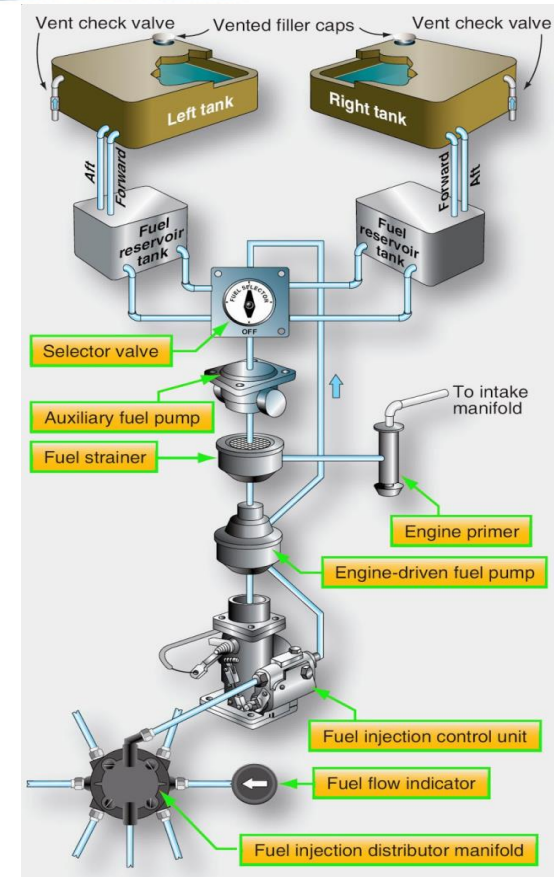 Vent check valve
Vented filler caps
Vent check valve
Left tank
Right tank
Aft
Forward
Forward
Aft
Fuel
reservoir
tank
Fuel
reservoir
tank
FUEL SELECTOR
OFF
Selector valve
Auxiliary fuel pump
To intake
manifold
Fuel strainer
Engine primer
Engine-driven fuel pump
Fuel injection control unit
Fuel flow indicator
Fuel injection distributor manifold